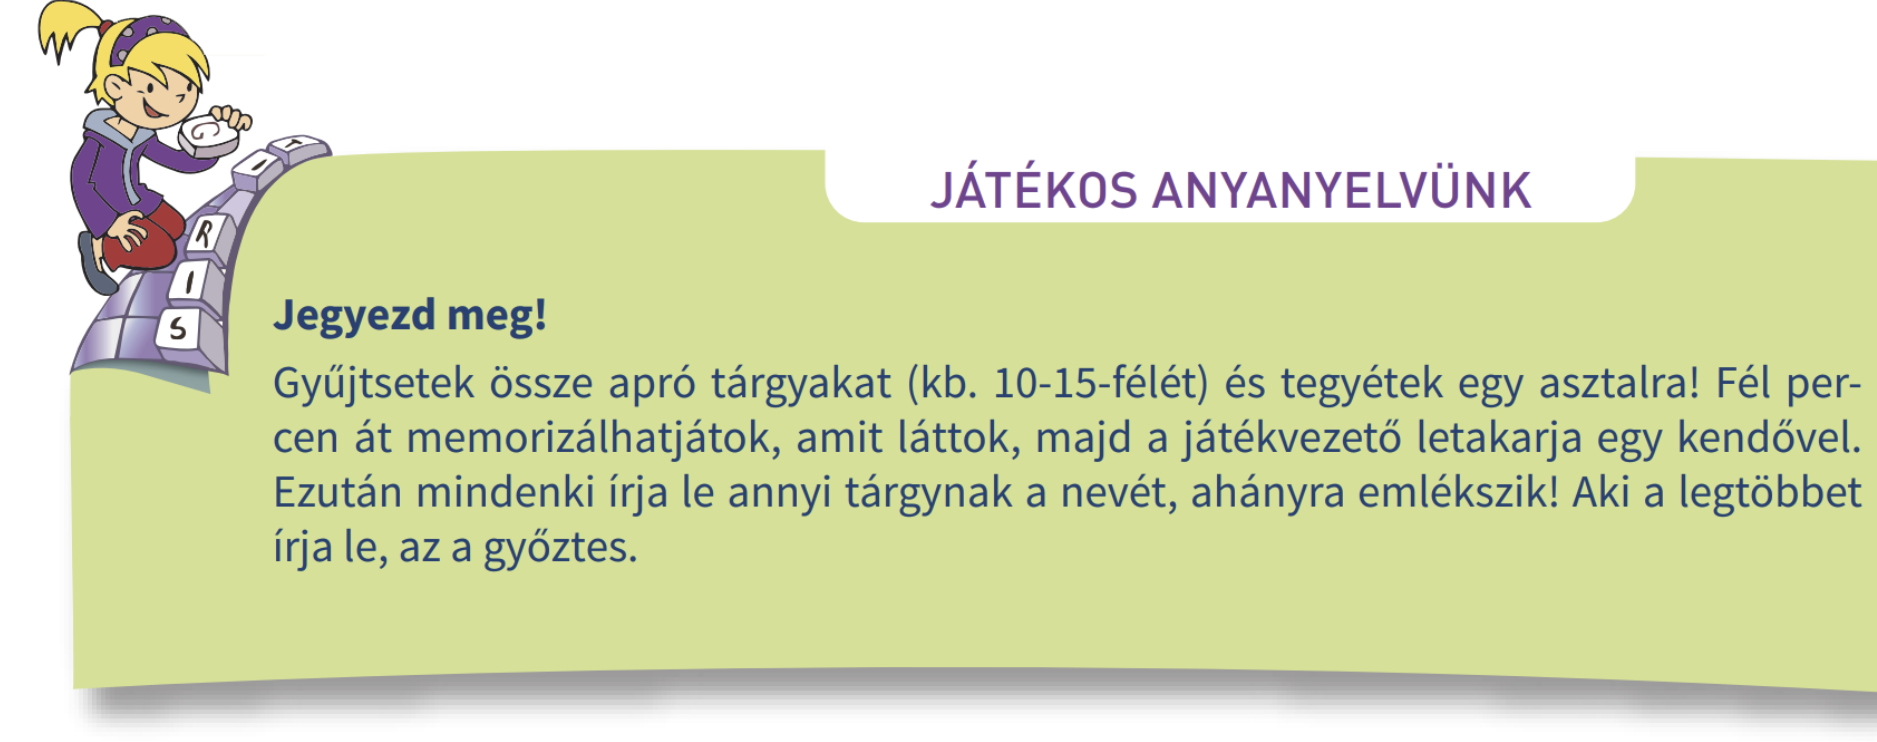 G
T
I
R
I
S
JÁTÉKOS ANYANYELVÜNK
Jegyezd meg!
Gyűjtsetek össze apró tárgyakat (kb. 10-15-félét) és tegyétek egy asztalra! Fél per-
cen át memorizálhatjátok, amit láttok, majd a játékvezető letakarja egy kendővel.
Ezután mindenki írja le annyi tárgynak a nevét, ahányra emlékszik! Aki a legtöbbet
írja le, az a győztes.